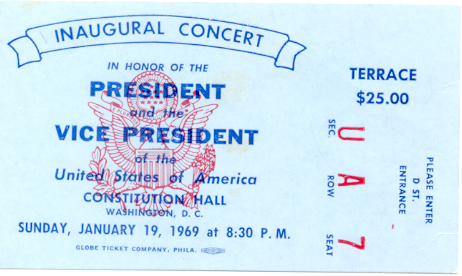 INAUGURAL CONCERT
IN HONOR OF THE
PRESIDENT
and the
VICE PRESIDENT
of the
United States of America
CONSTITUTION HALL
WASHINGTON, D. C.
SUNDAY, JANUARY 19, 1969 at 8:30 P. M.
GLOBE TICKET COMPANY, PHILA.
TERRACE
$25.00
SEC. ROW SEAT
U A 7
PLEASE ENTER
D ST.
ENTRANCE